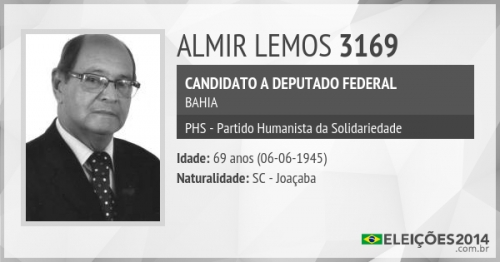 ALMIR LEMOS 3169
CANDIDATO A DEPUTADO FEDERAL
BAHIA
PHS - Partido Humanista da Solidariedade
Idade: 69 anos (06-06-1945)
Naturalidade: SC - Joaçaba
ELEIÇÕES2014
.com.br